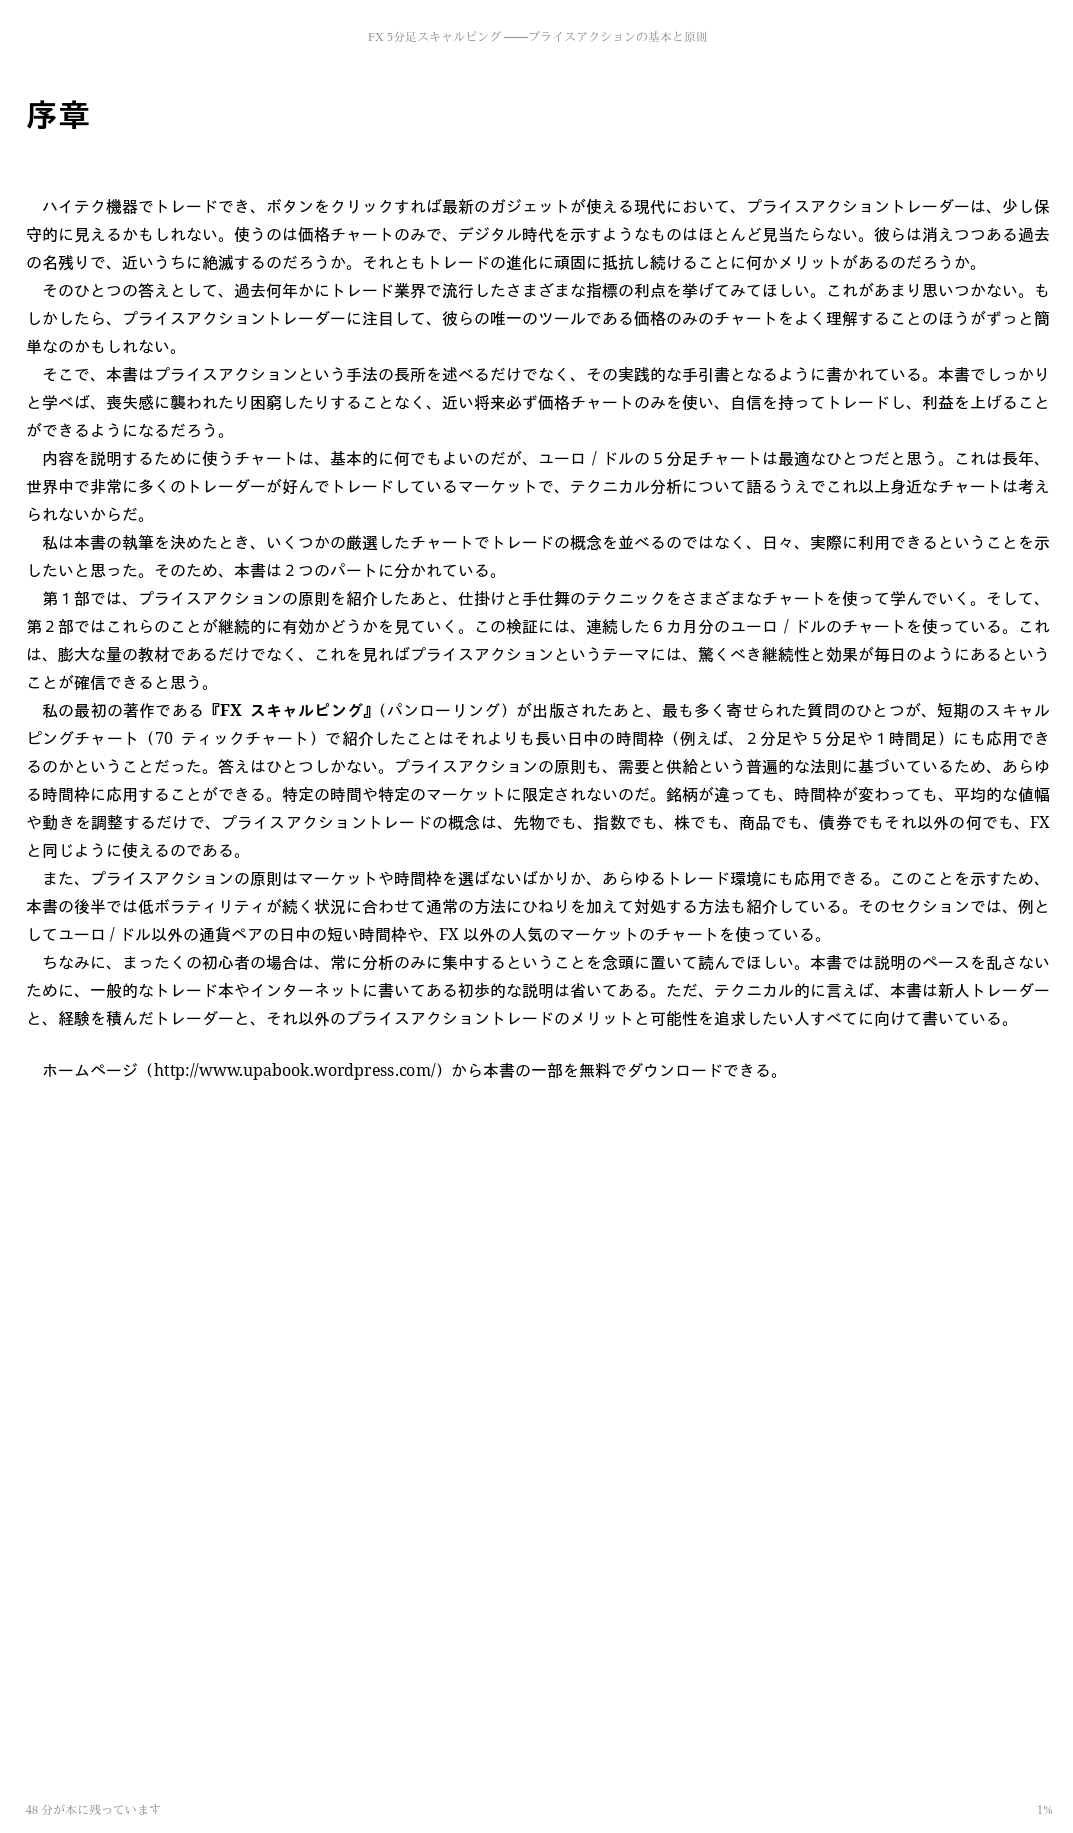 FX 5分足スキャルピング ――プライスアクションの基本と原則
序章
　ハイテク機器でトレードでき、ボタンをクリックすれば最新のガジェットが使える現代において、プライスアクショントレーダーは、少し保
守的に見えるかもしれない。使うのは価格チャートのみで、デジタル時代を示すようなものはほとんど見当たらない。彼らは消えつつある過去
の名残りで、近いうちに絶滅するのだろうか。それともトレードの進化に頑固に抵抗し続けることに何かメリットがあるのだろうか。
　そのひとつの答えとして、過去何年かにトレード業界で流行したさまざまな指標の利点を挙げてみてほしい。これがあまり思いつかない。も
しかしたら、プライスアクショントレーダーに注目して、彼らの唯一のツールである価格のみのチャートをよく理解することのほうがずっと簡
単なのかもしれない。
　そこで、本書はプライスアクションという手法の長所を述べるだけでなく、その実践的な手引書となるように書かれている。本書でしっかり
と学べば、喪失感に襲われたり困窮したりすることなく、近い将来必ず価格チャートのみを使い、自信を持ってトレードし、利益を上げること
ができるようになるだろう。
　内容を説明するために使うチャートは、基本的に何でもよいのだが、ユーロ / ドルの５分足チャートは最適なひとつだと思う。これは長年、
世界中で非常に多くのトレーダーが好んでトレードしているマーケットで、テクニカル分析について語るうえでこれ以上身近なチャートは考え
られないからだ。
　私は本書の執筆を決めたとき、いくつかの厳選したチャートでトレードの概念を並べるのではなく、日々、実際に利用できるということを示
したいと思った。そのため、本書は２つのパートに分かれている。
　第１部では、プライスアクションの原則を紹介したあと、仕掛けと手仕舞のテクニックをさまざまなチャートを使って学んでいく。そして、
第２部ではこれらのことが継続的に有効かどうかを見ていく。この検証には、連続した６カ月分のユーロ / ドルのチャートを使っている。これ
は、膨大な量の教材であるだけでなく、これを見ればプライスアクションというテーマには、驚くべき継続性と効果が毎日のようにあるという
ことが確信できると思う。
　私の最初の著作である『FX スキャルピング』（パンローリング）が出版されたあと、最も多く寄せられた質問のひとつが、短期のスキャル
ピングチャート（70 ティックチャート）で紹介したことはそれよりも長い日中の時間枠（例えば、２分足や５分足や１時間足）にも応用でき
るのかということだった。答えはひとつしかない。プライスアクションの原則も、需要と供給という普遍的な法則に基づいているため、あらゆ
る時間枠に応用することができる。特定の時間や特定のマーケットに限定されないのだ。銘柄が違っても、時間枠が変わっても、平均的な値幅
や動きを調整するだけで、プライスアクショントレードの概念は、先物でも、指数でも、株でも、商品でも、債券でもそれ以外の何でも、FX
と同じように使えるのである。
　また、プライスアクションの原則はマーケットや時間枠を選ばないばかりか、あらゆるトレード環境にも応用できる。このことを示すため、
本書の後半では低ボラティリティが続く状況に合わせて通常の方法にひねりを加えて対処する方法も紹介している。そのセクションでは、例と
してユーロ / ドル以外の通貨ペアの日中の短い時間枠や、FX 以外の人気のマーケットのチャートを使っている。
　ちなみに、まったくの初心者の場合は、常に分析のみに集中するということを念頭に置いて読んでほしい。本書では説明のペースを乱さない
ために、一般的なトレード本やインターネットに書いてある初歩的な説明は省いてある。ただ、テクニカル的に言えば、本書は新人トレーダー
と、経験を積んだトレーダーと、それ以外のプライスアクショントレードのメリットと可能性を追求したい人すべてに向けて書いている。
　ホームページ（http://www.upabook.wordpress.com/）から本書の一部を無料でダウンロードできる。
48 分が本に残っています
1%